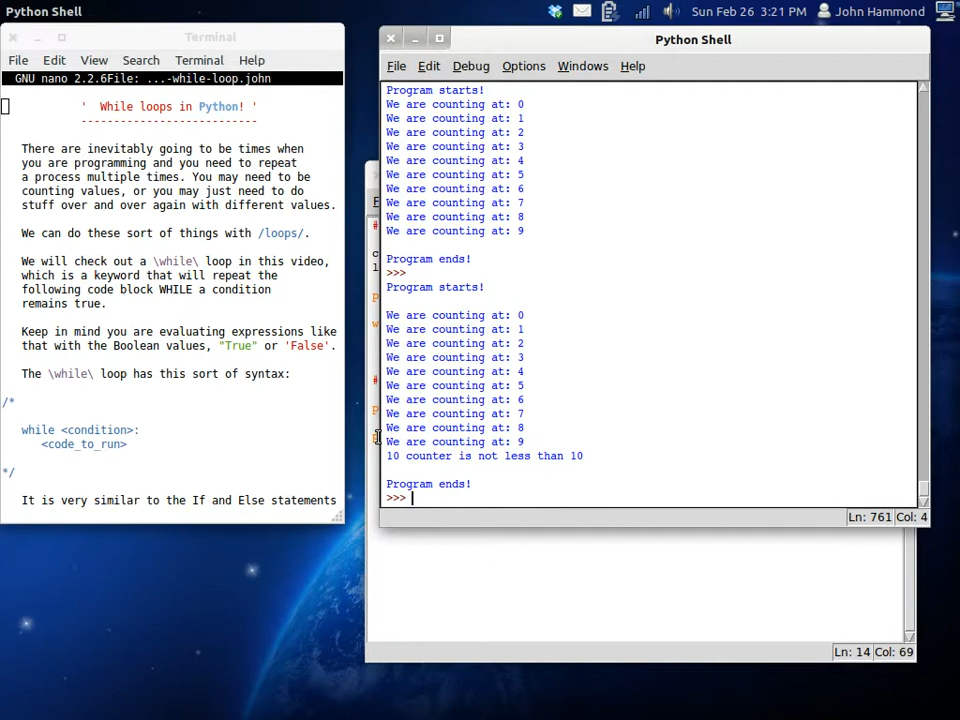 Python Shell
Sun Feb 26 3:21 PM
John Hammond
Terminal
File Edit View Search Terminal Help
GNU nano 2.2.6File: ...-while-loop.john
' While loops in Python! '
--------------------------
There are inevitably going to be times when
you are programming and you need to repeat
a process multiple times. You may need to be
counting values, or you may just need to do
stuff over and over again with different values.
We can do these sort of things with /loops/.
We will check out a \while\ loop in this video,
which is a keyword that will repeat the
following code block WHILE a condition
remains true.
Keep in mind you are evaluating expressions like
that with the Boolean values, "True" or 'False'.
The \while\ loop has this sort of syntax:
/*
while <condition>:
<code_to_run>
*/
It is very similar to the If and Else statements
Python Shell
File Edit Debug Options Windows Help
Program starts!
We are counting at: 0
We are counting at: 1
We are counting at: 2
We are counting at: 3
We are counting at: 4
We are counting at: 5
We are counting at: 6
We are counting at: 7
We are counting at: 8
We are counting at: 9
Program ends!
>>>
Program starts!
We are counting at: 0
We are counting at: 1
We are counting at: 2
We are counting at: 3
We are counting at: 4
We are counting at: 5
We are counting at: 6
We are counting at: 7
We are counting at: 8
We are counting at: 9
10 counter is not less than 10
Program ends!
>>>
Ln: 761 Col: 4
Ln: 14 Col: 69